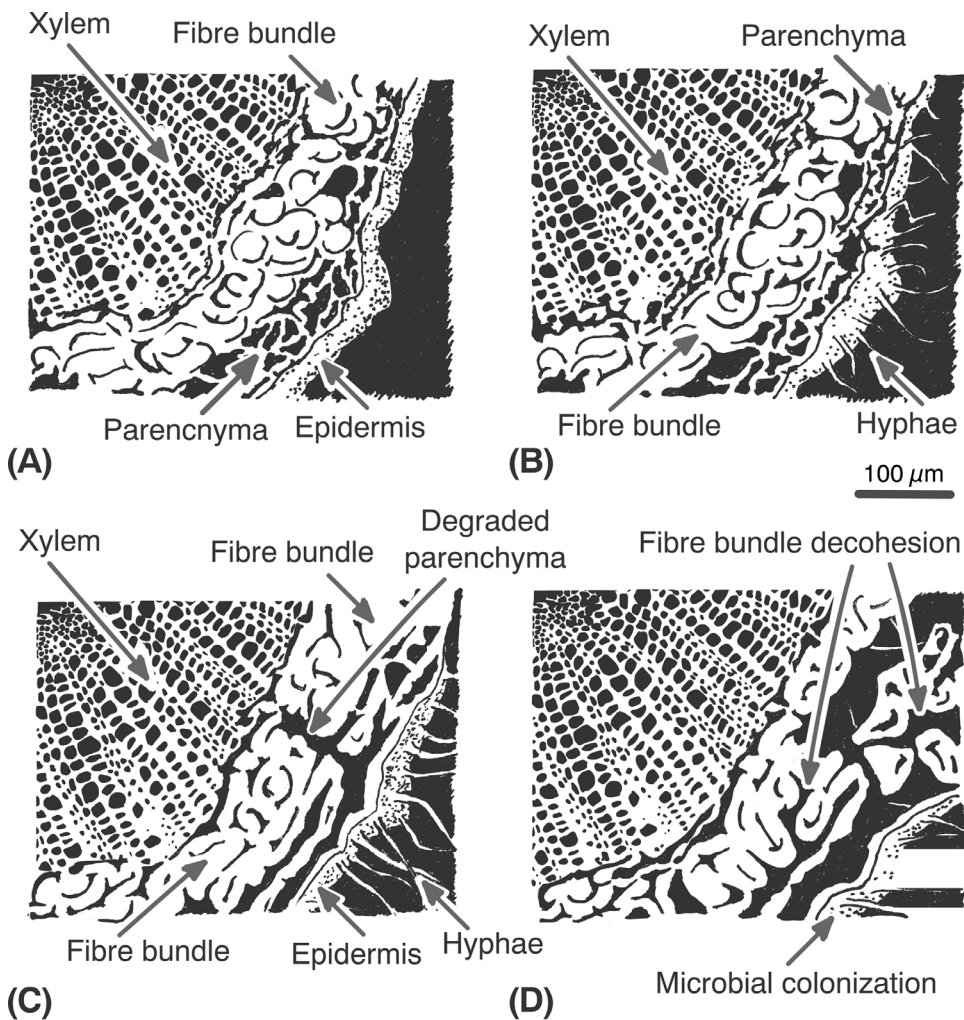 Xylem
Fibre bundle
Parencnyma
Epidermis
(A)
Xylem
Parenchyma
Fibre bundle
Hyphae
(B)
100 µm
Xylem
Fibre bundle
Degraded
parenchyma
Fibre bundle
Epidermis
Hyphae
(C)
Fibre bundle decohesion
Microbial colonization
(D)